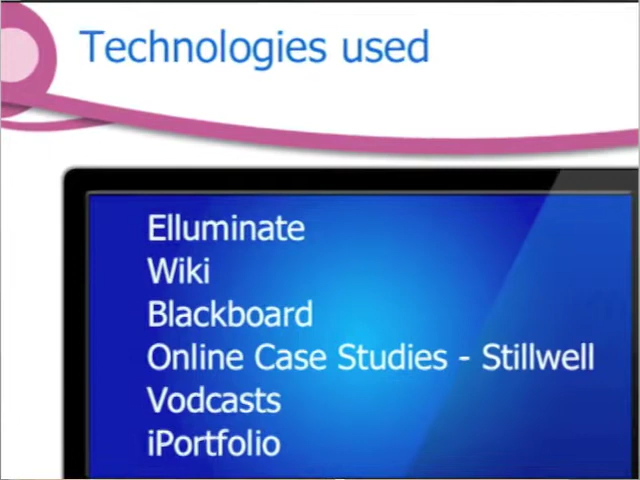 Technologies used
Elluminate
Wiki
Blackboard
Online Case Studies - Stillwell
Vodcasts
iPortfolio